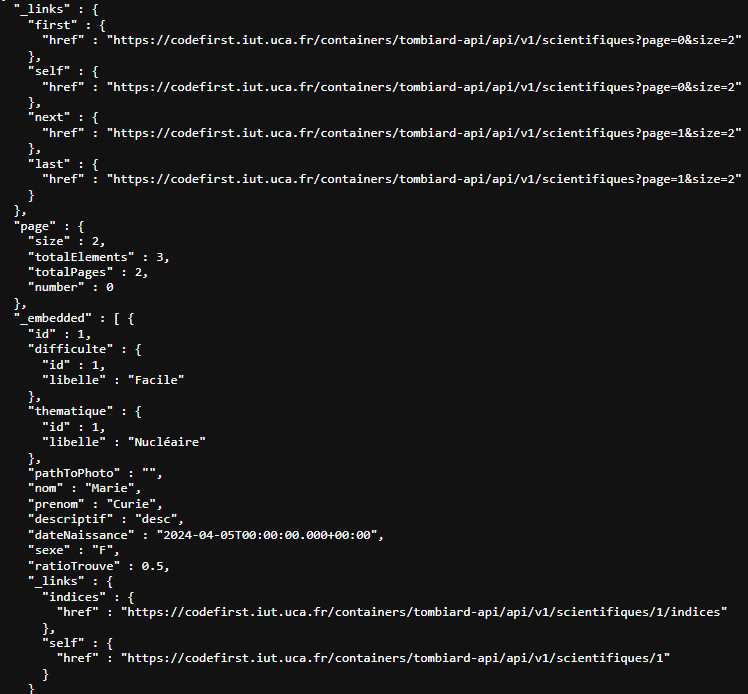 "_links" : {
"first" : {
"href" : "https://codefirst.iut.uca.fr/containers/tombiard-api/api/v1/scientifiques?page=0&size=2"
},
"self" : {
"href" : "https://codefirst.iut.uca.fr/containers/tombiard-api/api/v1/scientifiques?page=0&size=2"
},
"next" : {
"href" : "https://codefirst.iut.uca.fr/containers/tombiard-api/api/v1/scientifiques?page=1&size=2"
},
"last" : {
"href" : "https://codefirst.iut.uca.fr/containers/tombiard-api/api/v1/scientifiques?page=1&size=2"
}
},
"page" : {
"size" : 2,
"totalElements" : 3,
"totalPages" : 2,
"number" : 0
},
"_embedded" : [ {
"id" : 1,
"difficulte" : {
"id" : 1,
"libelle" : "Facile"
},
"thematique" : {
"id" : 1,
"libelle" : "Nucléaire"
},
"pathToPhoto" : "",
"nom" : "Marie",
"prenom" : "Curie",
"descriptif" : "desc",
"dateNaissance" : "2024-04-05T00:00:00.000+00:00",
"sexe" : "F",
"ratioTrouve" : 0.5,
"_links" : {
"indices" : {
"href" : "https://codefirst.iut.uca.fr/containers/tombiard-api/api/v1/scientifiques/1/indices"
},
"self" : {
"href" : "https://codefirst.iut.uca.fr/containers/tombiard-api/api/v1/scientifiques/1"
}
}